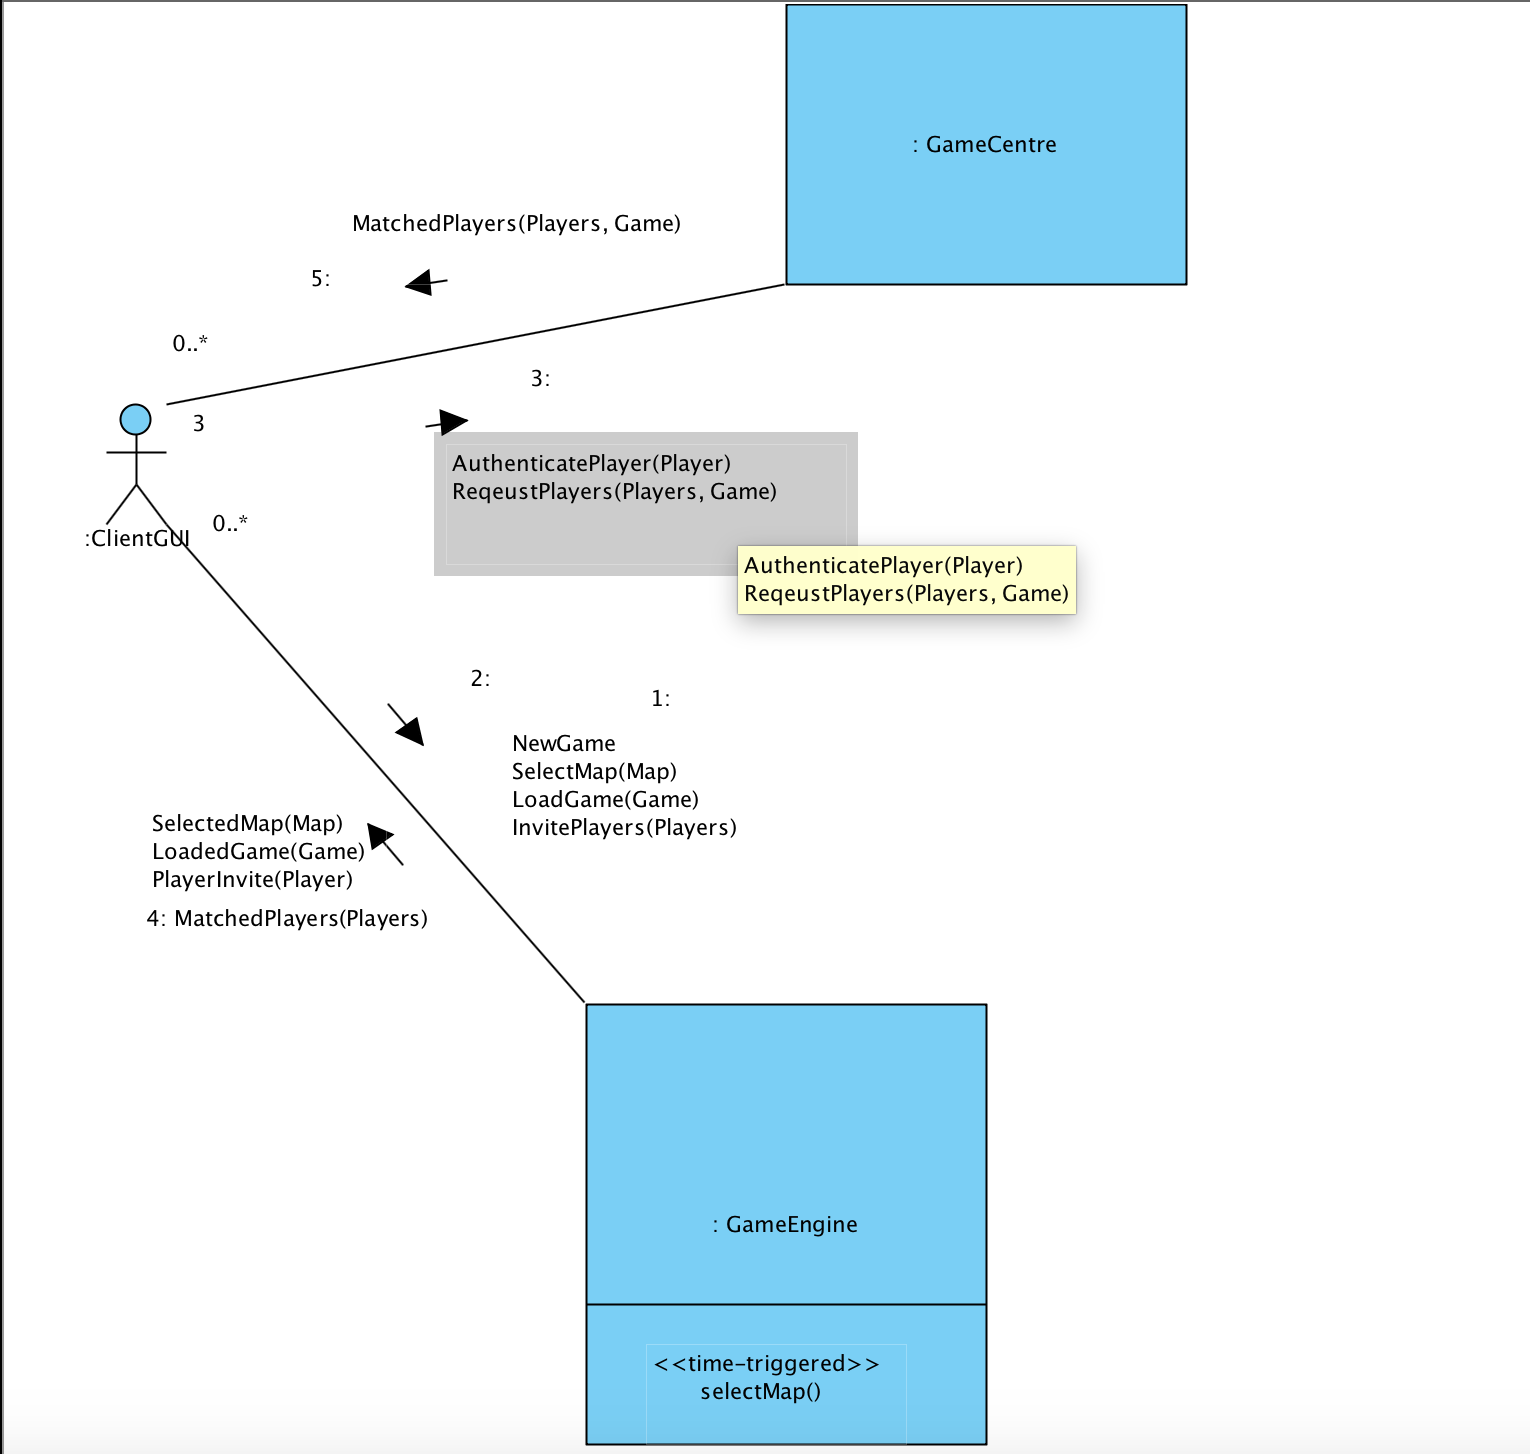 : GameCentre
MatchedPlayers(Players, Game)
5:
0..*
3:
3
AuthenticatePlayer(Player)
ReqeustPlayers(Players, Game)
0..*
:ClientGUI
AuthenticatePlayer(Player)
ReqeustPlayers(Players, Game)
2:
1:
NewGame
SelectMap(Map)
LoadGame(Game)
InvitePlayers(Players)
SelectedMap(Map)
LoadedGame(Game)
PlayerInvite(Player)
4: MatchedPlayers(Players)
: GameEngine
<<time-triggered>>
selectMap()